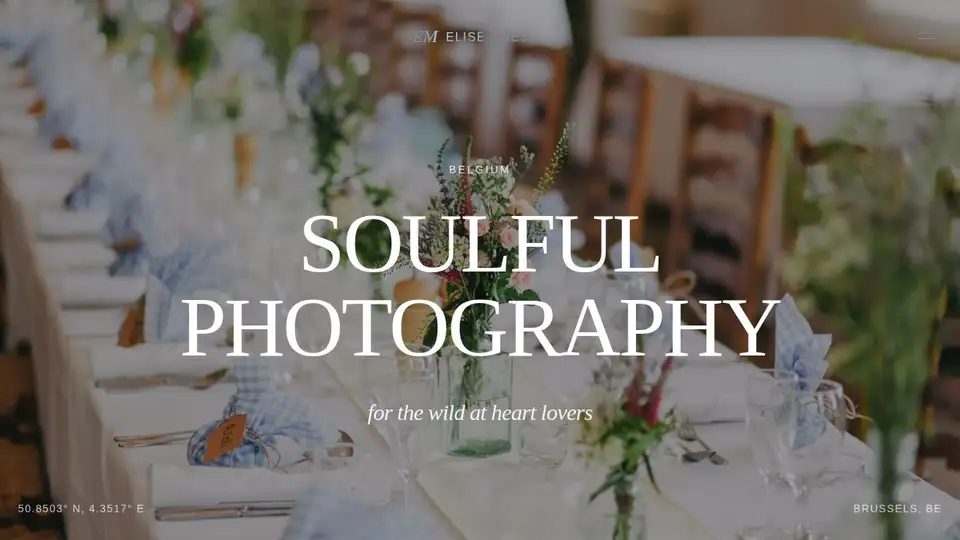 EM ELISE
BELGIUM
SOULFUL
PHOTOGRAPHY
for the wild at heart lovers
50.8503° N, 4.3517° E
BRUSSELS, BE